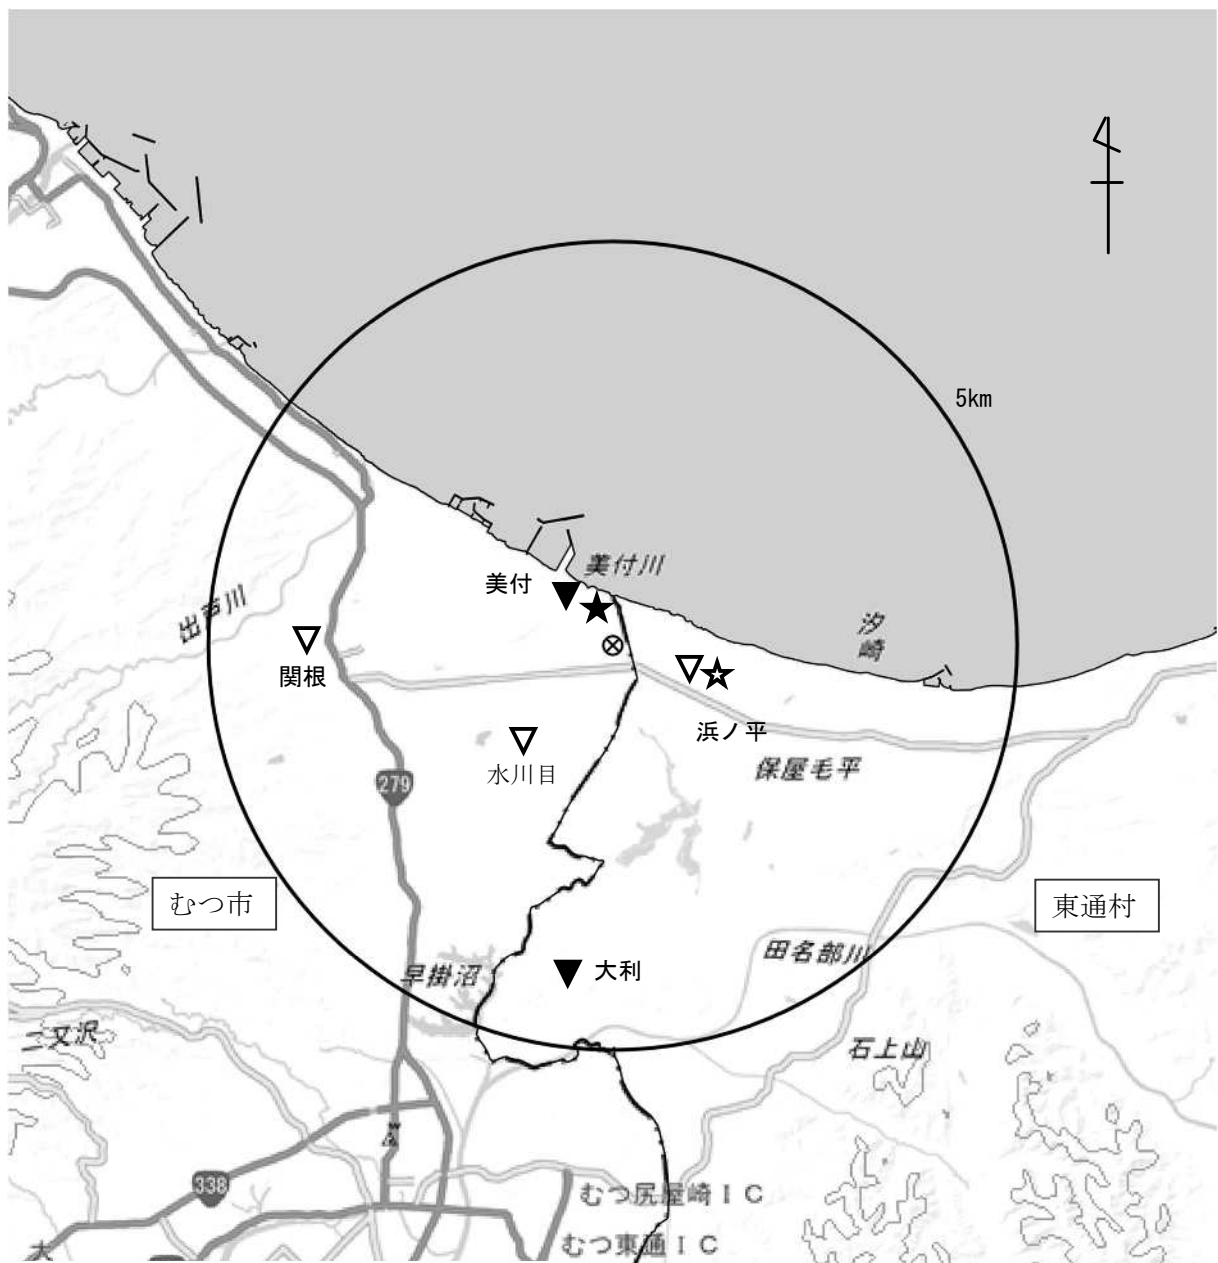 5km
美付川
美付
汐崎
出戸川
関根
浜ノ平
水川目
保屋毛平
279
むつ市
東通村
田名部川
早掛沼
大利
二又沢
石上山
338
むつ尻屋崎IC
むつ東通IC
大